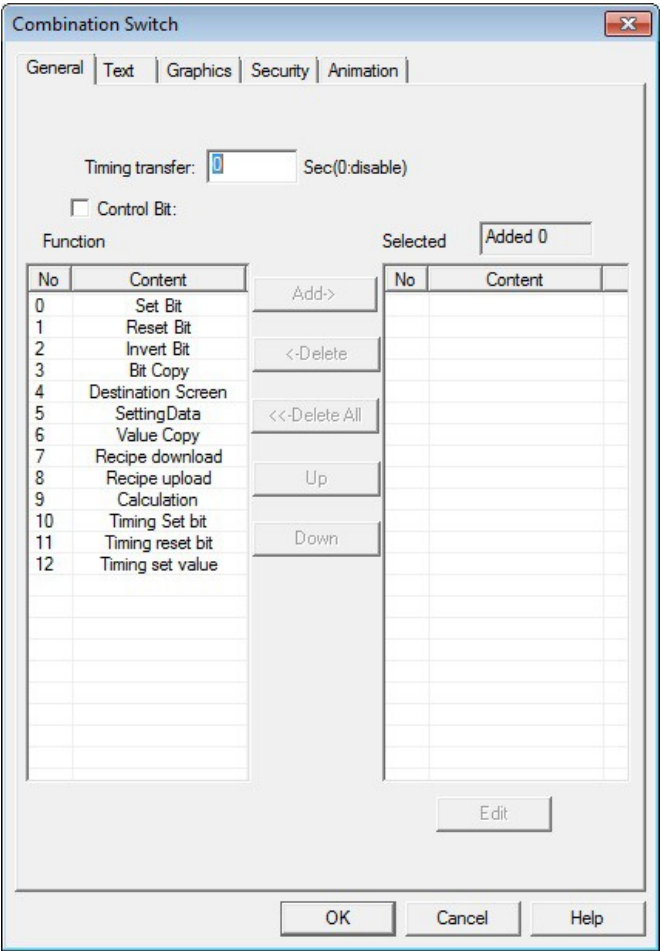 Combination Switch
General Text Graphics Security Animation
Timing transfer: 0 Sec(0:disable)
Control Bit:
Function Selected Added 0
No Content Add-> No Content
0 Set Bit
1 Reset Bit
2 Invert Bit <-Delete
3 Bit Copy
4 Destination Screen
5 SettingData <<-Delete All
6 Value Copy
7 Recipe download
8 Recipe upload Up
9 Calculation
10 Timing Set bit
11 Timing reset bit Down
12 Timing set value
Edit
OK Cancel Help